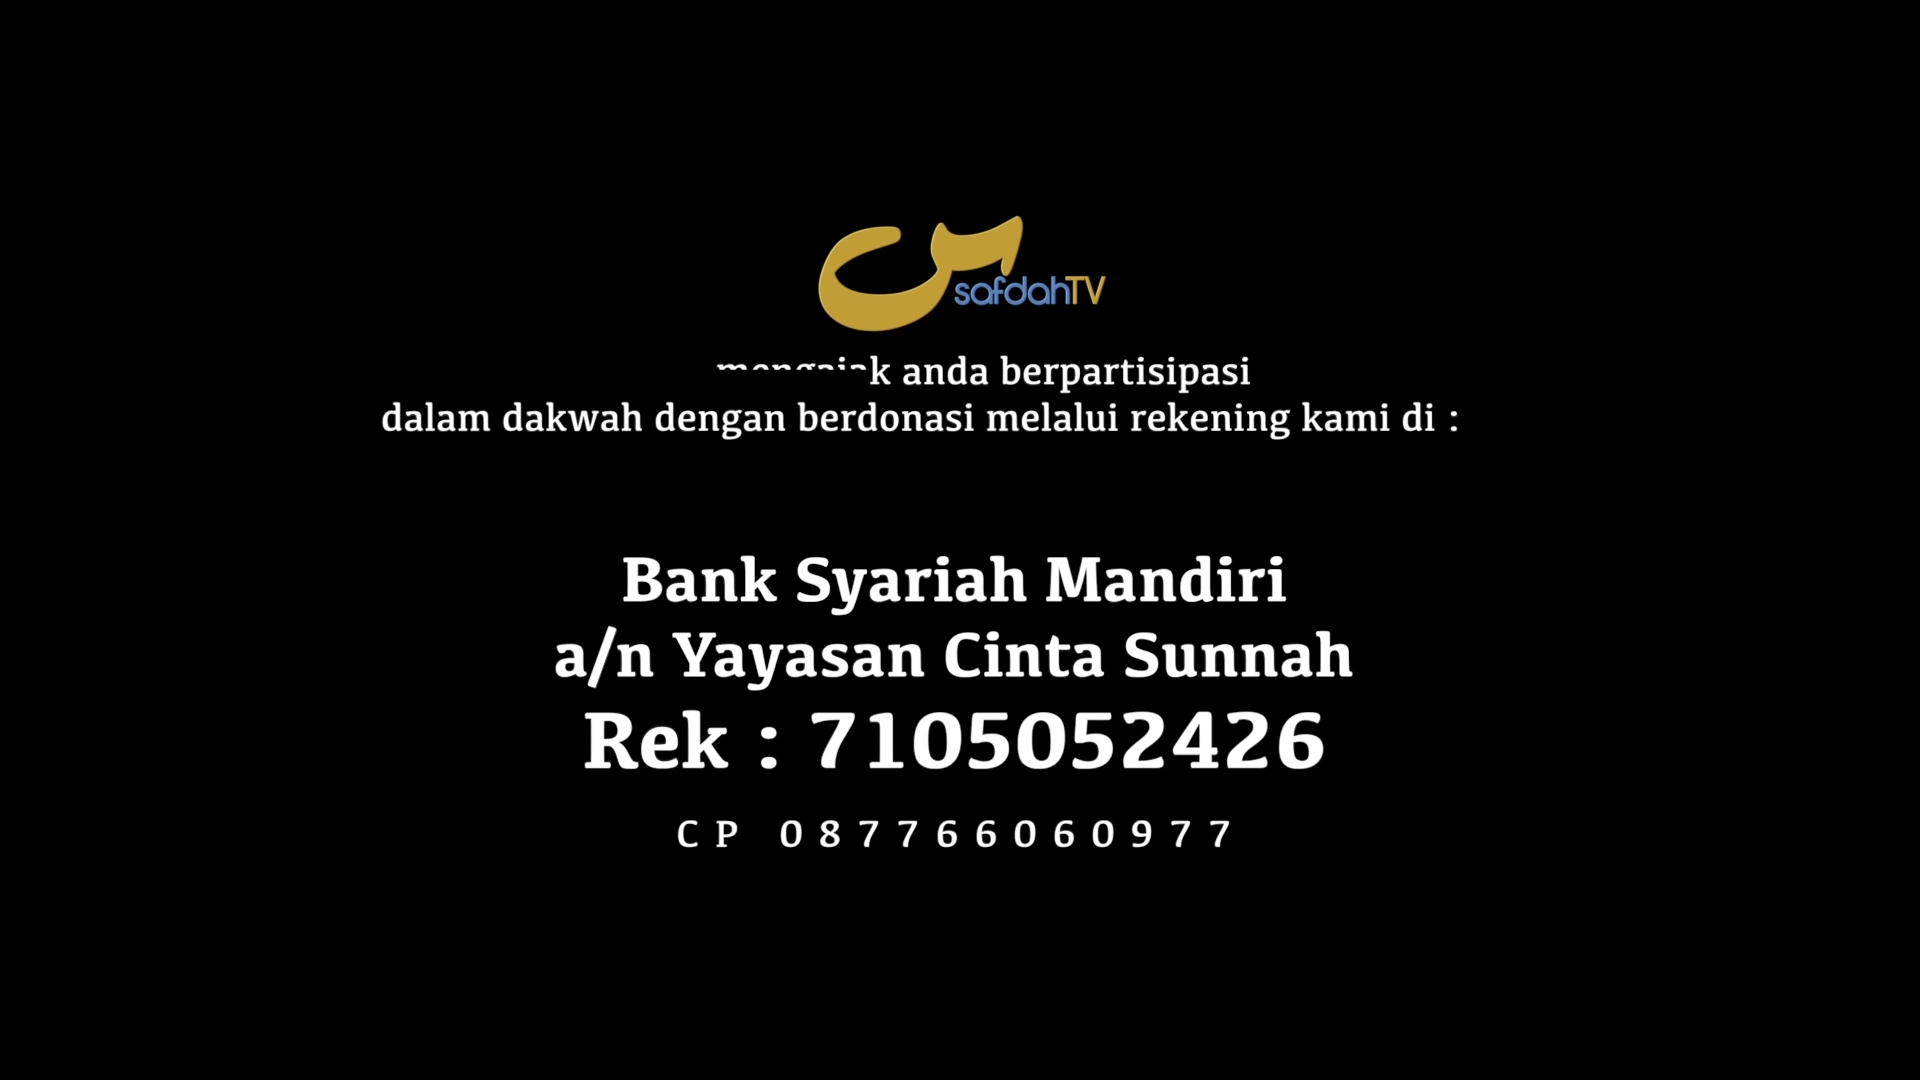 safdahTV
mengajak anda berpartisipasi
dalam dakwah dengan berdonasi melalui rekening kami di :
Bank Syariah Mandiri
a/n Yayasan Cinta Sunnah
Rek : 7105052426
CP 087766060977